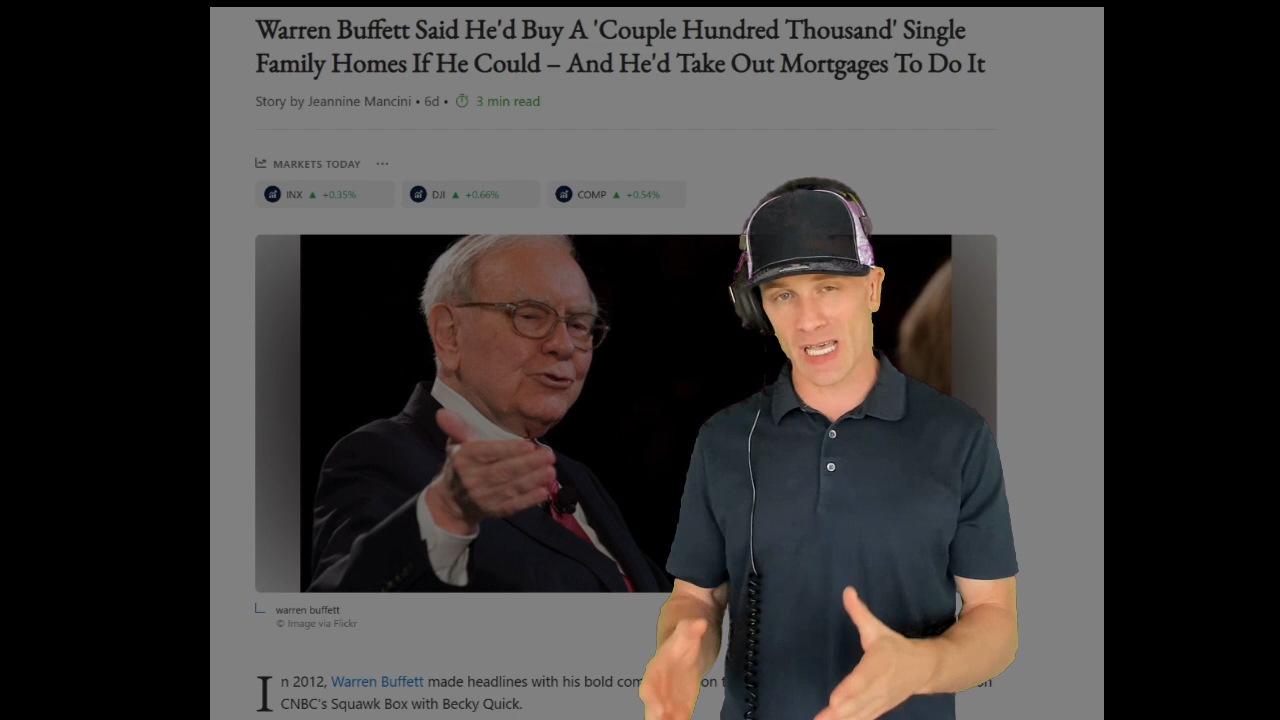 Warren Buffett Said He'd Buy A 'Couple Hundred Thousand' Single
Family Homes If He Could – And He'd Take Out Mortgages To Do It
Story by Jeannine Mancini • 6d • 3 min read
MARKETS TODAY ...
INX ▲ +0.35% DJI ▲ +0.66% COMP ▲ +0.54%
warren buffett
© Image via Flickr
In 2012, Warren Buffett made headlines with his bold on
CNBC's Squawk Box with Becky Quick.